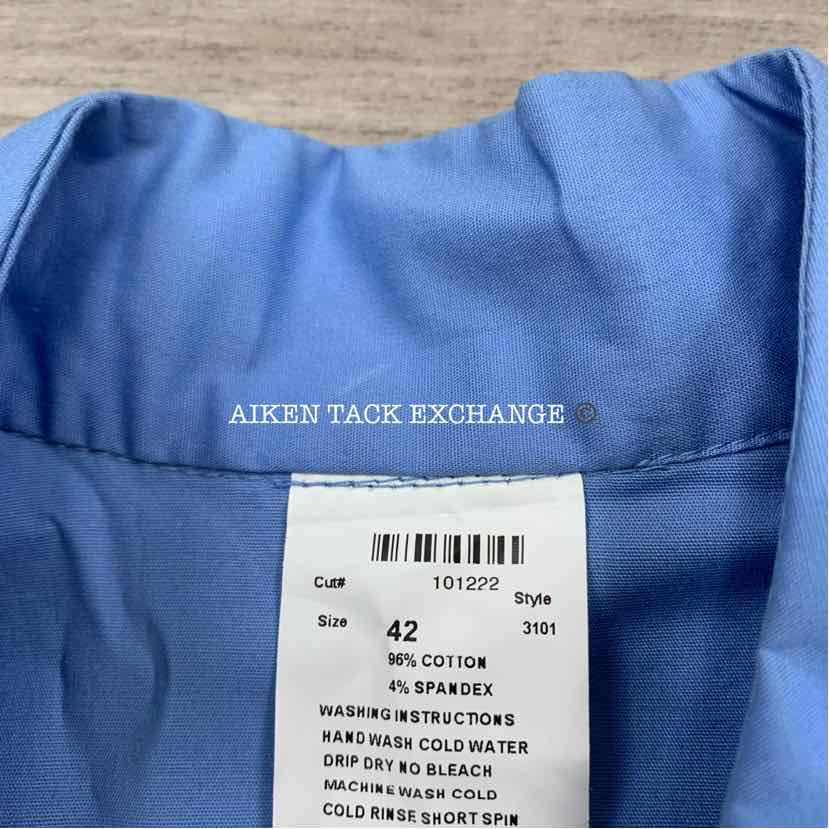 AIKEN TACK EXCHANGE ©
Cut# 101222
Style
Size 42 3101
96% COTTON
4% SPANDEX
WASHING INSTRUCTIONS
HAND WASH COLD WATER
DRIP DRY NO BLEACH
MACHINE WASH COLD
COLD RINSE SHORT SPIN